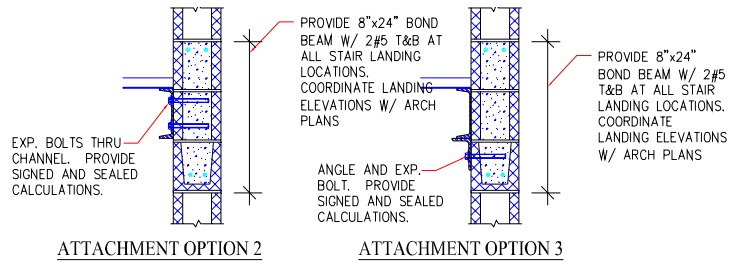 PROVIDE 8"x24" BOND
BEAM W/ 2#5 T&B AT
ALL STAIR LANDING
LOCATIONS.
COORDINATE LANDING
ELEVATIONS W/ ARCH
PLANS
EXP. BOLTS THRU
CHANNEL. PROVIDE
SIGNED AND SEALED
CALCULATIONS.
ATTACHMENT OPTION 2
PROVIDE 8"x24"
BOND BEAM W/ 2#5
T&B AT ALL STAIR
LANDING LOCATIONS.
COORDINATE
LANDING ELEVATIONS
W/ ARCH PLANS
ANGLE AND EXP.
BOLT. PROVIDE
SIGNED AND SEALED
CALCULATIONS.
ATTACHMENT OPTION 3